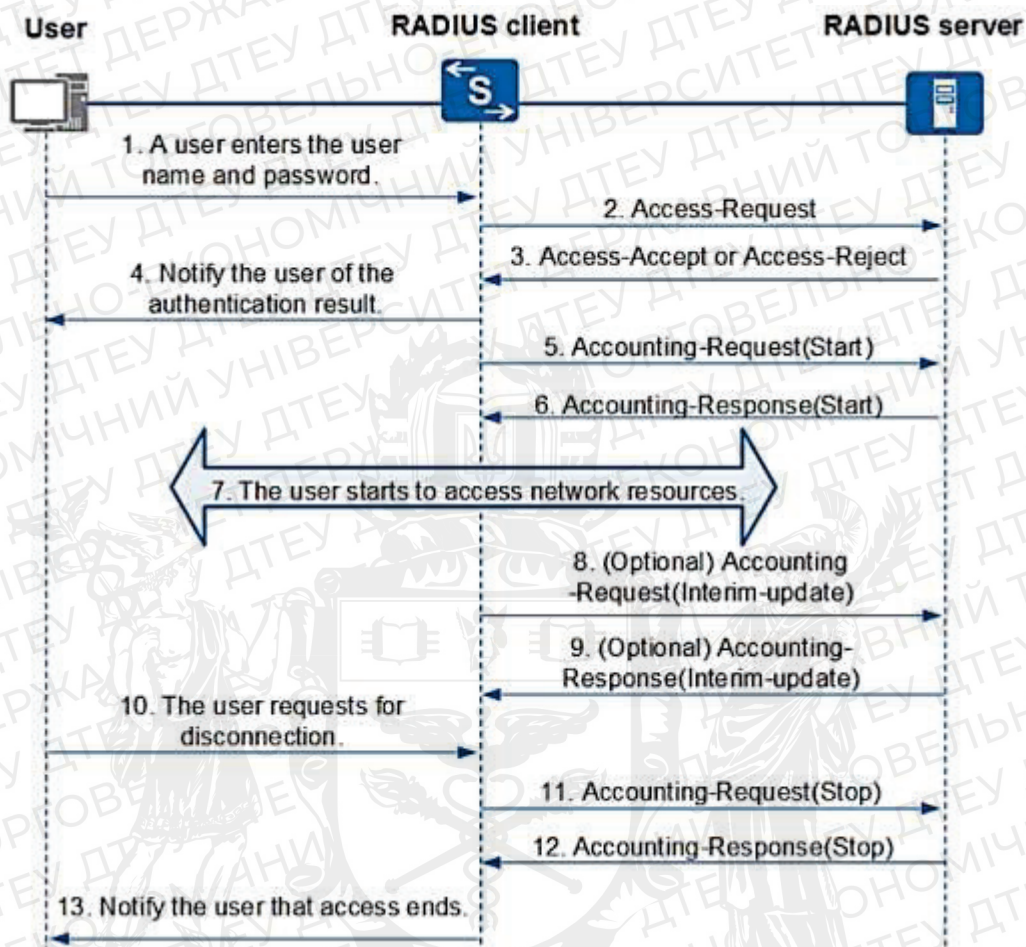 User
RADIUS client
RADIUS server
S
1. A user enters the user
name and password.
2. Access-Request
3. Access-Accept or Access-Reject
4. Notify the user of the
authentication result.
5. Accounting-Request(Start)
6. Accounting-Response(Start)
7. The user starts to access network resources.
8. (Optional) Accounting
-Request(Interim-update)
9. (Optional) Accounting-
Response(Interim-update)
10. The user requests for
disconnection.
11. Accounting-Request(Stop)
12. Accounting-Response(Stop)
13. Notify the user that access ends.